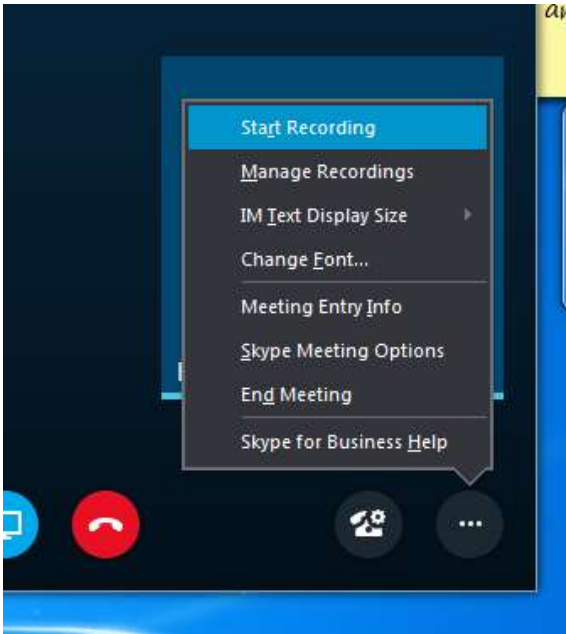 Start Recording
Manage Recordings
IM Text Display Size
Change Font...
Meeting Entry Info
Skype Meeting Options
End Meeting
Skype for Business Help